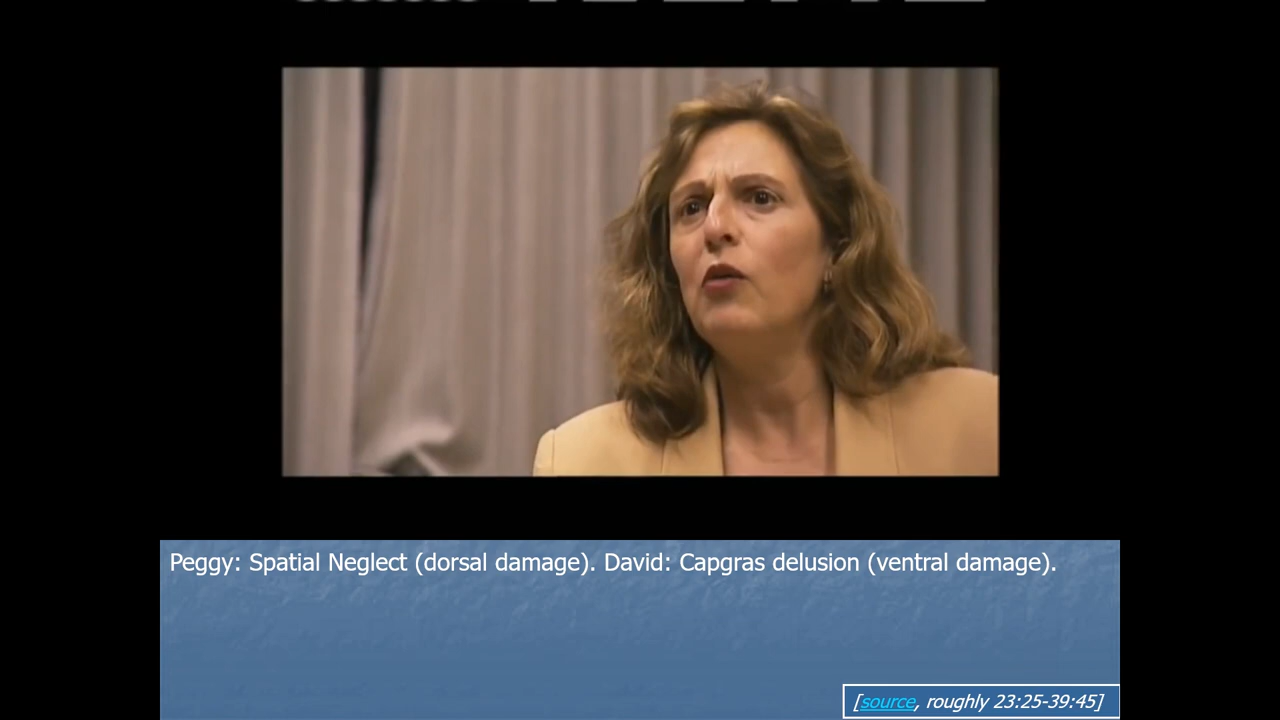 Peggy: Spatial Neglect (dorsal damage). David: Capgras delusion (ventral damage).
[source, roughly 23:25-39:45]